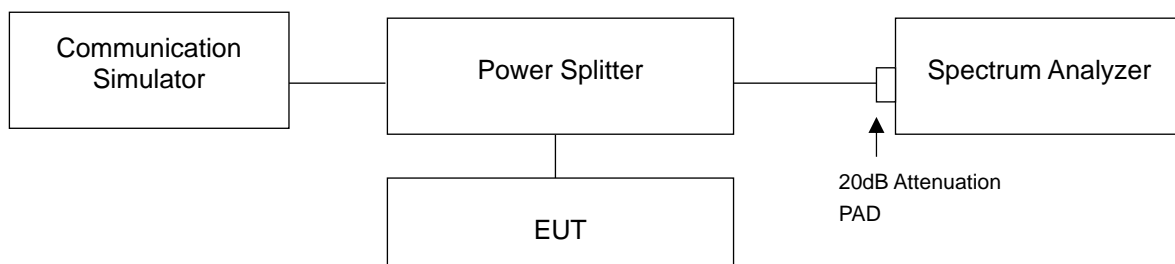 Communication
Simulator
Power Splitter
Spectrum Analyzer
20dB Attenuation
PAD
EUT